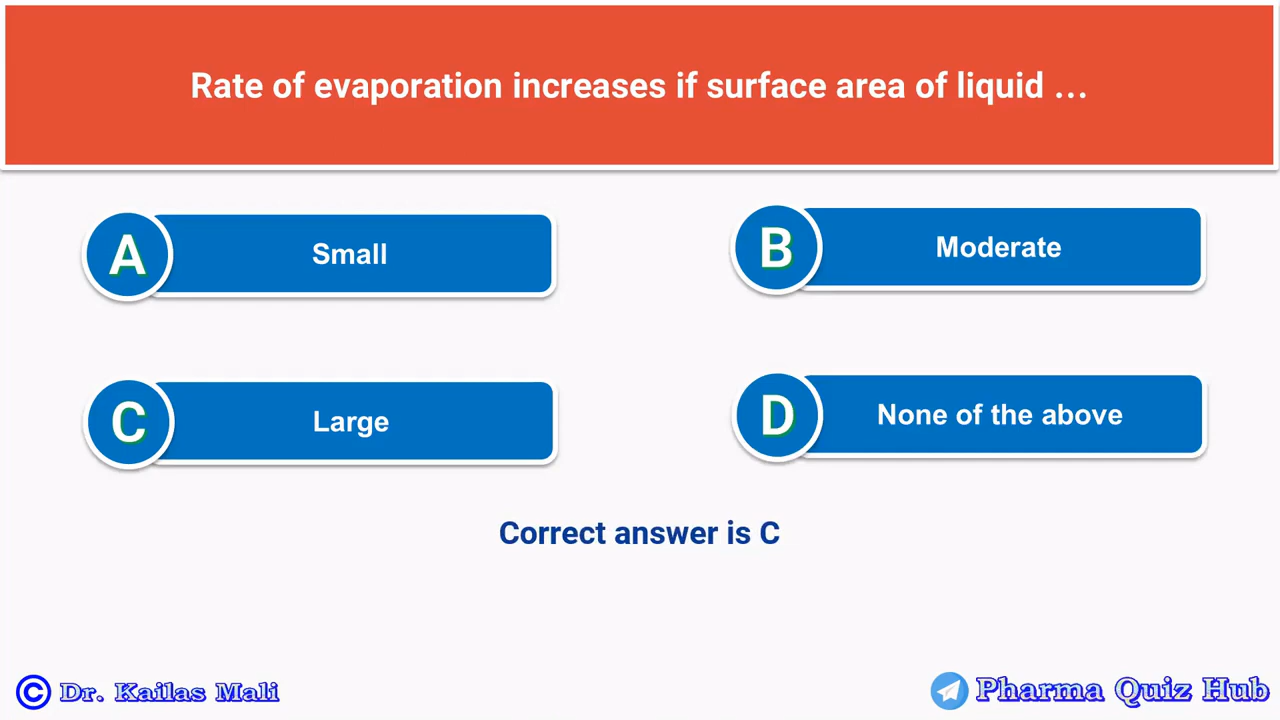 Rate of evaporation increases if surface area of liquid ...
A Small
B Moderate
C Large
D None of the above
Correct answer is C
© Dr. Kailas Mali
Pharma Quiz Hub